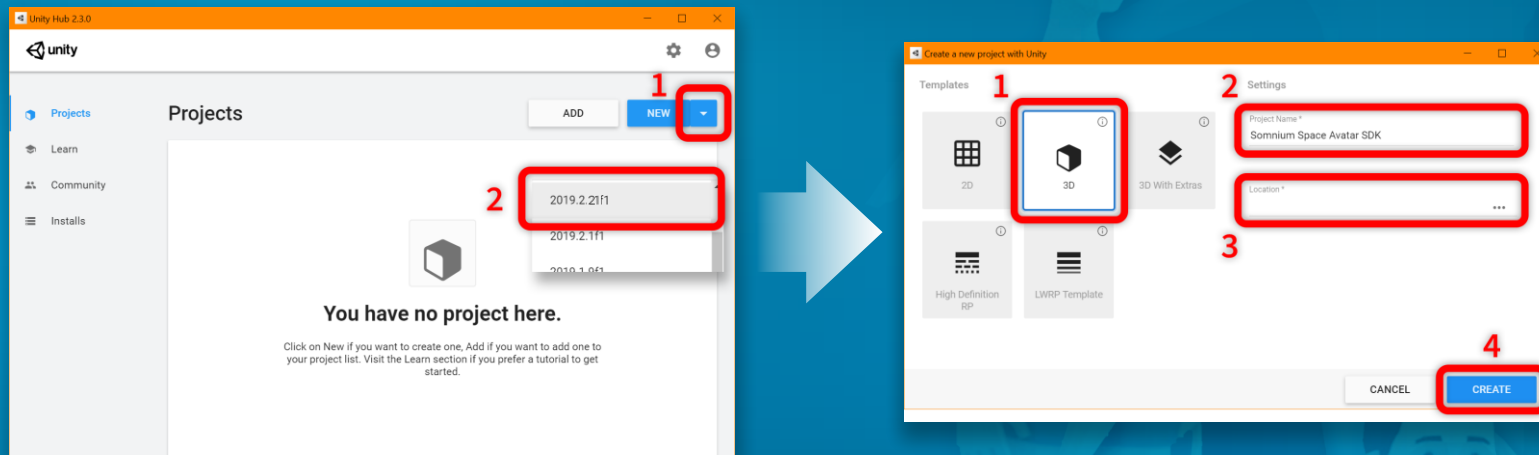 Unity Hub 2.3.0
unity
1
Projects
Learn
Community
Installs
Projects
ADD
NEW
2
2019.2.21f1
2019.2.1f1
2019.1.9f1
You have no project here.
Click on New if you want to create one, Add if you want to add one to
your project list. Visit the Learn section if you prefer a tutorial to get
started.
Create a new project with Unity
Templates
1
2D
3D
3D With Extras
High Definition
RP
LWRP Template
2
Settings
Project Name *
Somnium Space Avatar SDK
Location *
...
3
4
CANCEL
CREATE